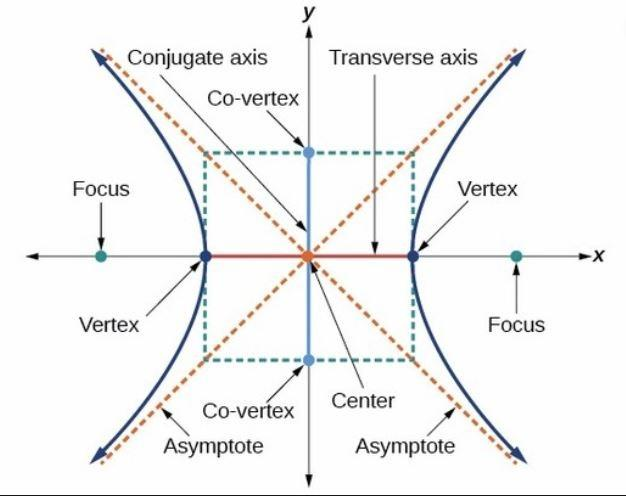 y
Conjugate axis
Transverse axis
Co-vertex
Focus
Vertex
x
Vertex
Focus
Co-vertex
Center
Asymptote
Asymptote